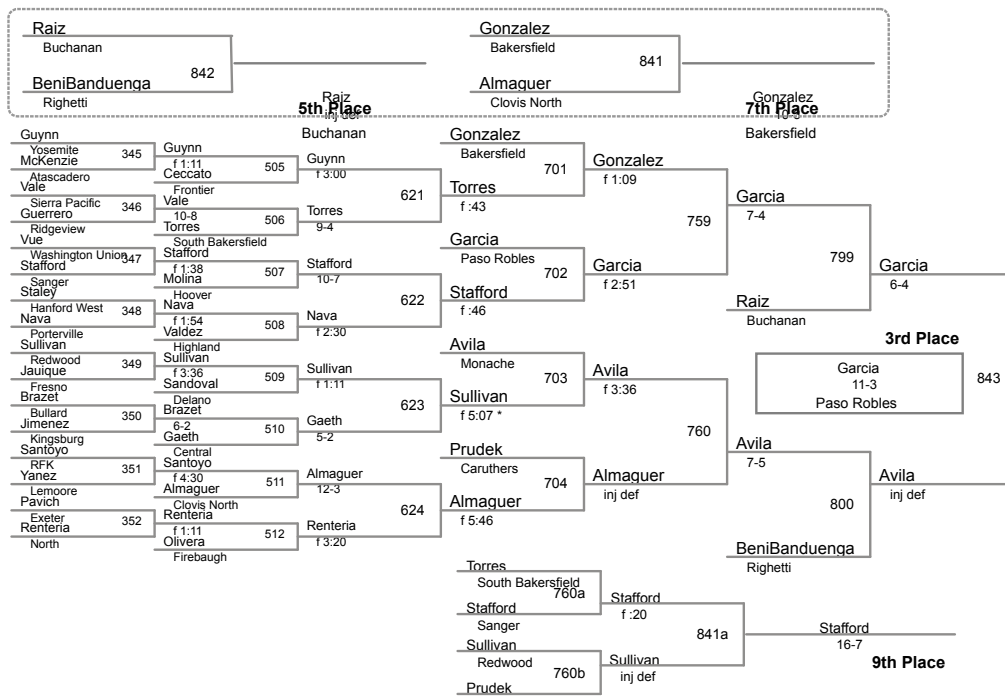 Raiz
Buchanan
842
BeniBanduenga
Righetti
Raiz
inj def
5th Place
Buchanan
Gonzalez
Bakersfield
841
Almaguer
Clovis North
Gonzalez
10-3
7th Place
Bakersfield
Guynn
Yosemite
345
McKenzie
Atascadero
Vale
Sierra Pacific
346
Guerrero
Ridgeview
Vue
Washington Union
347
Stafford
Sanger
Staley
Hanford West
348
Nava
Porterville
Sullivan
Redwood
349
Jauique
Fresno
Brazet
Bullard
350
Jimenez
Kingsburg
Santoyo
RFK
351
Yanez
Lemoore
Pavich
Exeter
352
Renteria
North
Guynn
f 1:11
505
Ceccato
Frontier
Vale
10-8
506
Torres
South Bakersfield
Stafford
f 1:38
507
Molina
Hoover
Nava
f 1:54
508
Valdez
Highland
Sullivan
f 3:36
509
Sandoval
Delano
Brazet
6-2
510
Gaeth
Central
Santoyo
f 4:30
511
Almaguer
Clovis North
Renteria
f 1:11
512
Olivera
Firebaugh
Guynn
f 3:00
621
Torres
9-4
Stafford
10-7
622
Nava
f 2:30
Sullivan
f 1:11
623
Gaeth
5-2
Almaguer
12-3
624
Renteria
f 3:20
Gonzalez
Bakersfield
701
Torres
f :43
Garcia
Paso Robles
702
Stafford
f :46
Avila
Monache
703
Sullivan
f 5:07 *
Prudek
Caruthers
704
Almaguer
f 5:46
Gonzalez
f 1:09
759
Garcia
f 2:51
Avila
f 3:36
760
Almaguer
inj def
Garcia
7-4
799
Raiz
Buchanan
Avila
7-5
800
BeniBanduenga
Righetti
Garcia
6-4
3rd Place
Garcia
11-3
Paso Robles
843
Avila
inj def
Torres
South Bakersfield
760a
Stafford
Sanger
Sullivan
Redwood
760b
Prudek
Stafford
f :20
841a
Sullivan
inj def
Stafford
16-7
9th Place